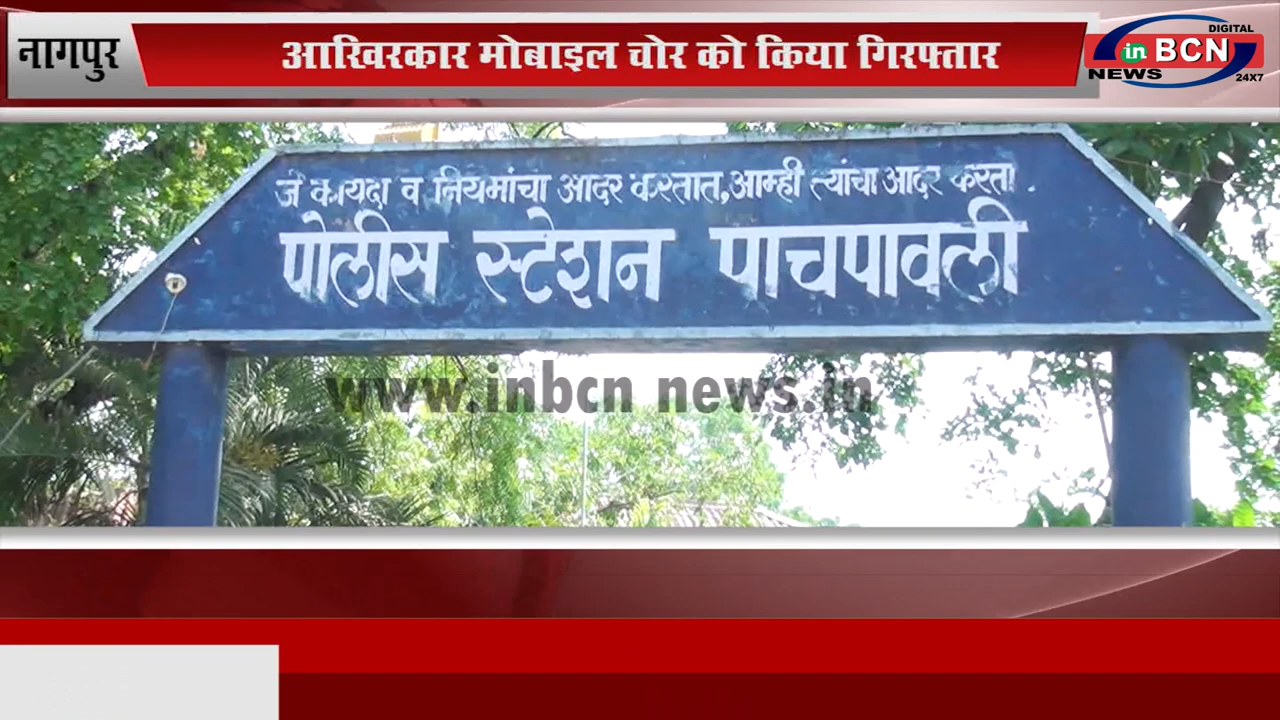 नागपुर
आखिरकार मोबाइल चोर को किया गिरफ्तार
DIGITAL
in BCN
NEWS 24X7
जे कायदा व नियमांचा आदर करतात, आम्ही त्यांचा आदर करता .
पोलीस स्टेशन पाचपावली
www.inbcn news.in